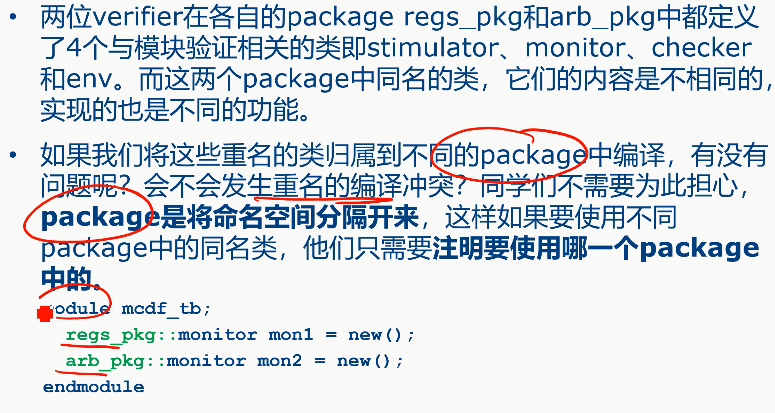 • 两位verifier在各自的package regs_pkg和arb_pkg中都定义
了4个与模块验证相关的类即stimulator、monitor、checker
和env。而这两个package中同名的类，它们的内容是不相同的，
实现的也是不同的功能。
• 如果我们将这些重名的类归属到不同的package中编译，有没有
问题呢？会不会发生重名的编译冲突？同学们不需要为此担心，
package是将命名空间分隔开来，这样如果要使用不同
package中的同名类，他们只需要注明要使用哪一个package
中的。
module mcdf_tb;
regs_pkg::monitor mon1 = new();
arb_pkg::monitor mon2 = new();
endmodule